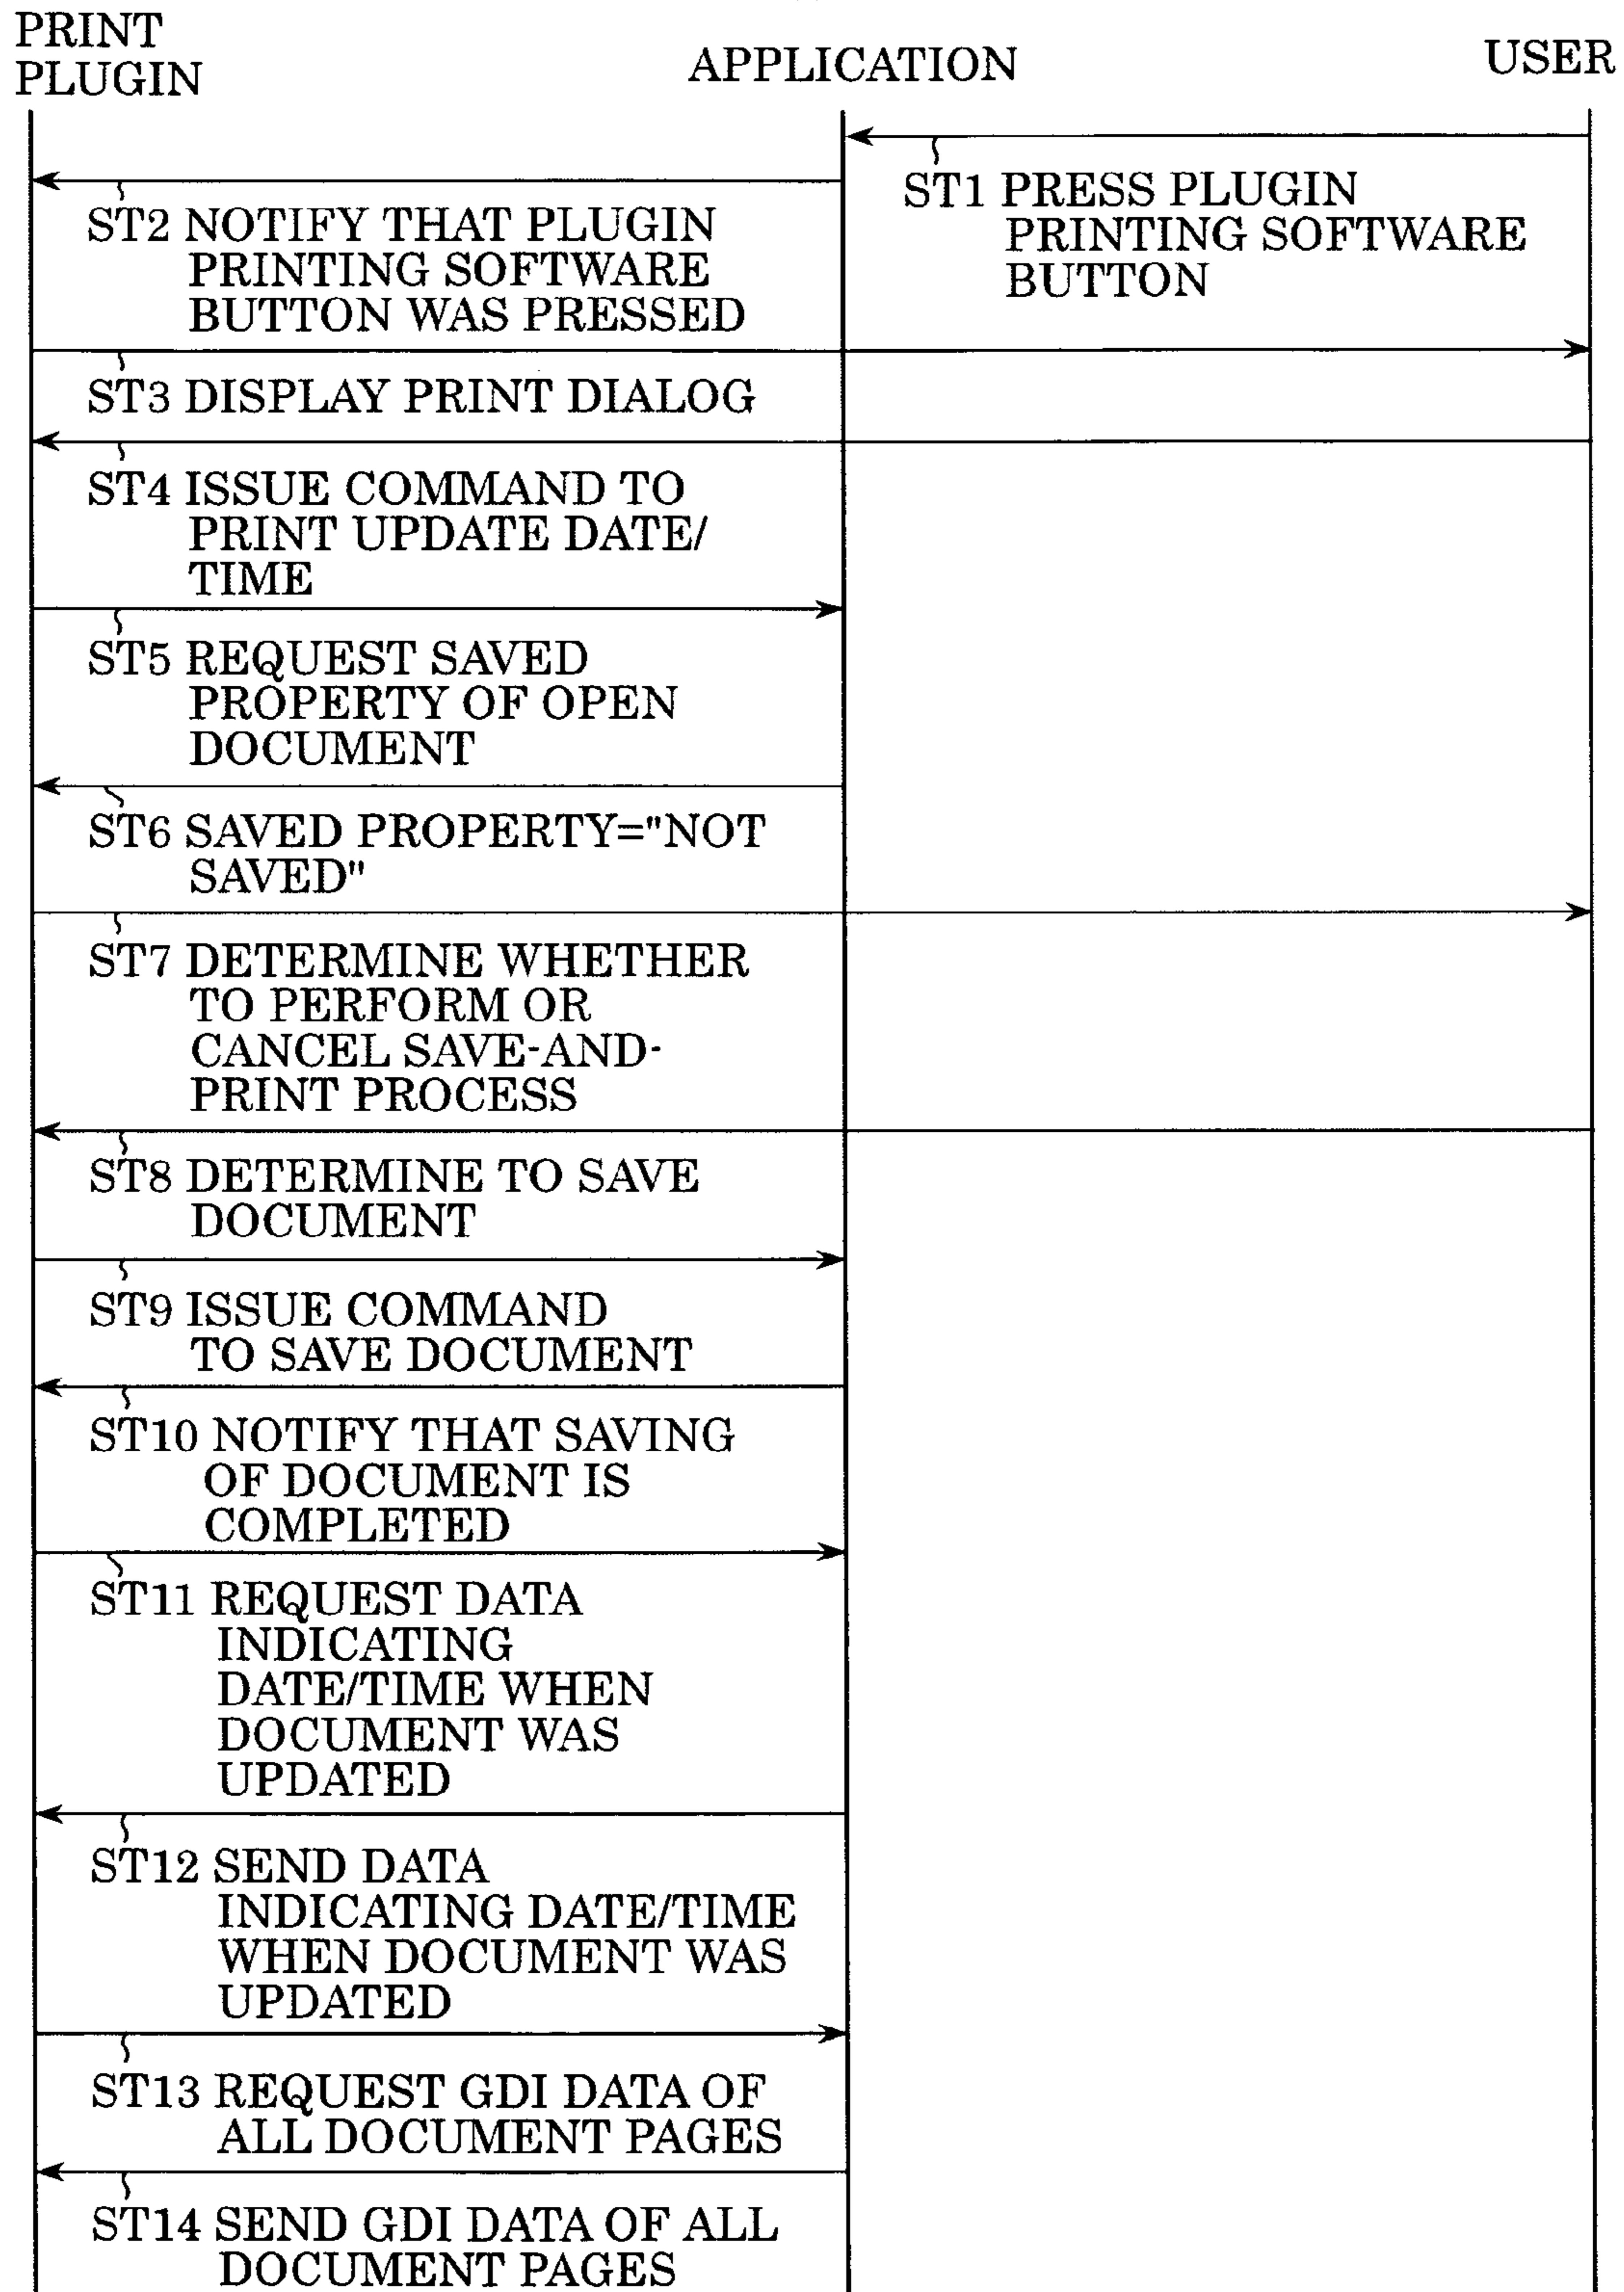 PRINT
PLUGIN
APPLICATION
USER
ST1 PRESS PLUGIN
PRINTING SOFTWARE
BUTTON
ST2 NOTIFY THAT PLUGIN
PRINTING SOFTWARE
BUTTON WAS PRESSED
ST3 DISPLAY PRINT DIALOG
ST4 ISSUE COMMAND TO
PRINT UPDATE DATE/
TIME
ST5 REQUEST SAVED
PROPERTY OF OPEN
DOCUMENT
ST6 SAVED PROPERTY="NOT
SAVED"
ST7 DETERMINE WHETHER
TO PERFORM OR
CANCEL SAVE-AND-
PRINT PROCESS
ST8 DETERMINE TO SAVE
DOCUMENT
ST9 ISSUE COMMAND
TO SAVE DOCUMENT
ST10 NOTIFY THAT SAVING
OF DOCUMENT IS
COMPLETED
ST11 REQUEST DATA
INDICATING
DATE/TIME WHEN
DOCUMENT WAS
UPDATED
ST12 SEND DATA
INDICATING DATE/TIME
WHEN DOCUMENT WAS
UPDATED
ST13 REQUEST GDI DATA OF
ALL DOCUMENT PAGES
ST14 SEND GDI DATA OF ALL
DOCUMENT PAGES